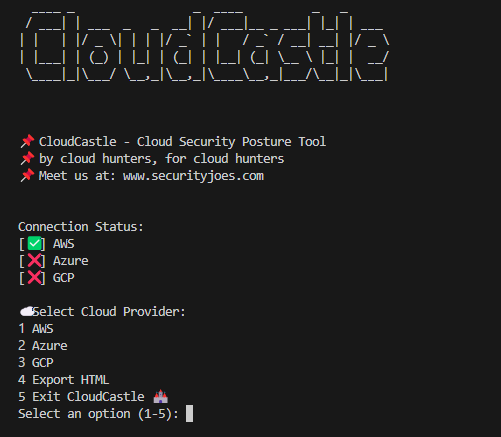 CloudCastle
📌 CloudCastle - Cloud Security Posture Tool
📌 by cloud hunters, for cloud hunters
📌 Meet us at: www.securityjoes.com
Connection Status:
[✅] AWS
[❌] Azure
[❌] GCP
☁️Select Cloud Provider:
1 AWS
2 Azure
3 GCP
4 Export HTML
5 Exit CloudCastle 🏰
Select an option (1-5):